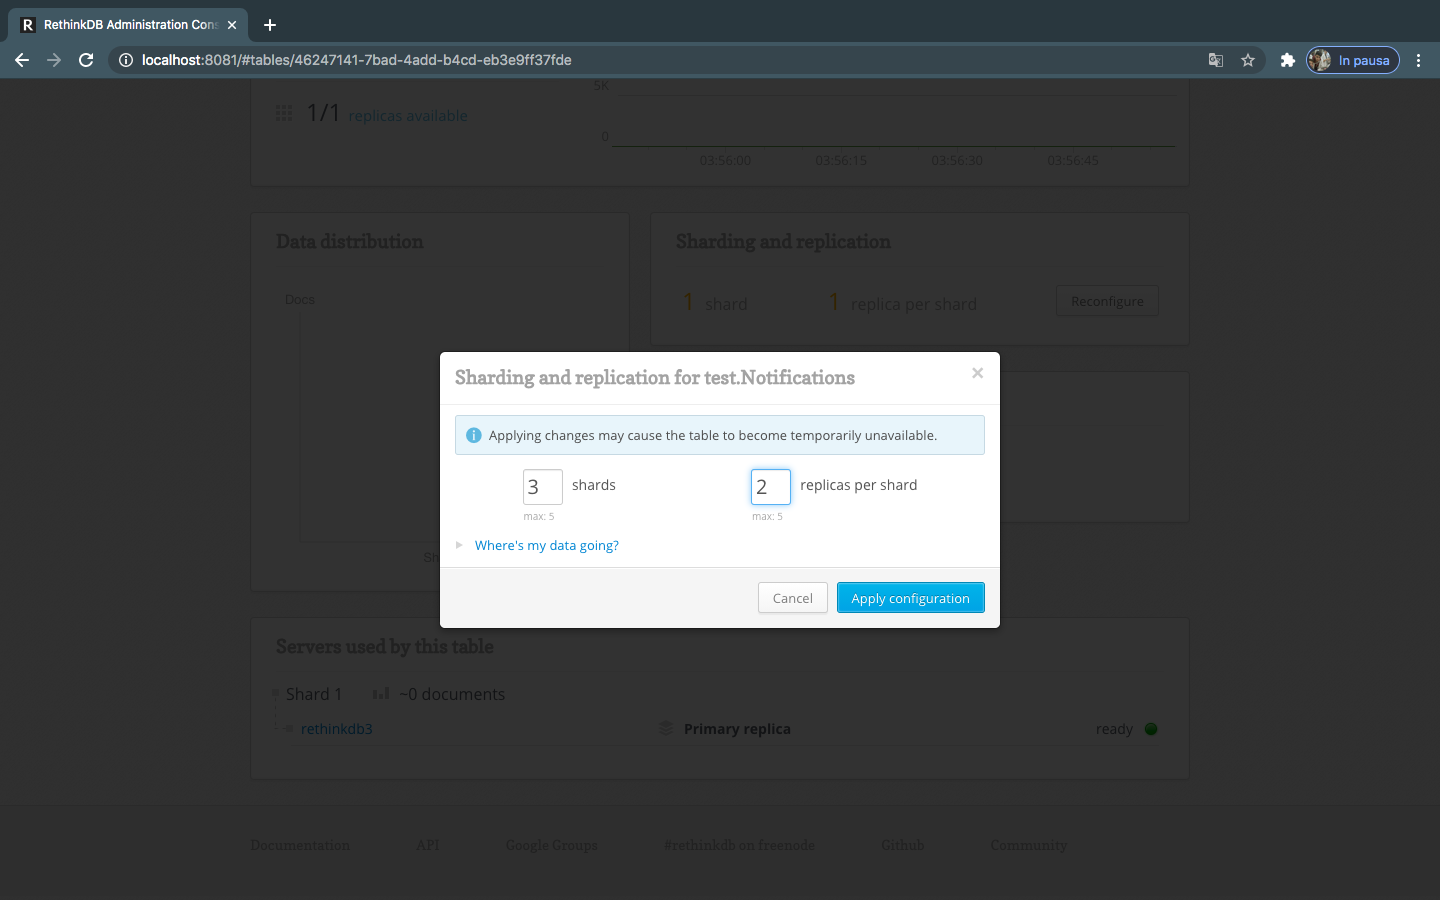 RethinkDB Administration Cons
localhost:8081/#tables/46247141-7bad-4add-b4cd-eb3e9ff37fde
In pausa
5K
1/1 replicas available
0
03:56:00 03:56:15 03:56:30 03:56:45
Data distribution
Sharding and replication
Docs
1 shard
1 replica per shard
Reconfigure
Sharding and replication for test.Notifications
×
Applying changes may cause the table to become temporarily unavailable.
3 shards
2 replicas per shard
max: 5
max: 5
Where's my data going?
Cancel
Apply configuration
Servers used by this table
Shard 1
~0 documents
rethinkdb3
Primary replica
ready
Documentation
API
Google Groups
#rethinkdb on freenode
Github
Community